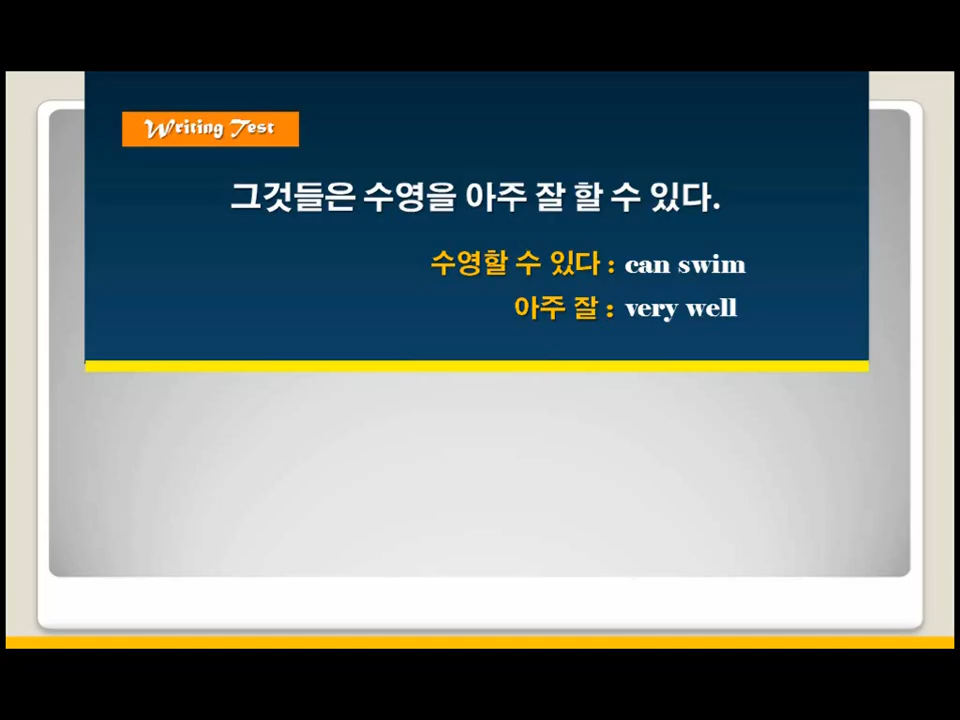 Writing Test
그것들은 수영을 아주 잘 할 수 있다.
수영할 수 있다 : can swim
아주 잘 : very well